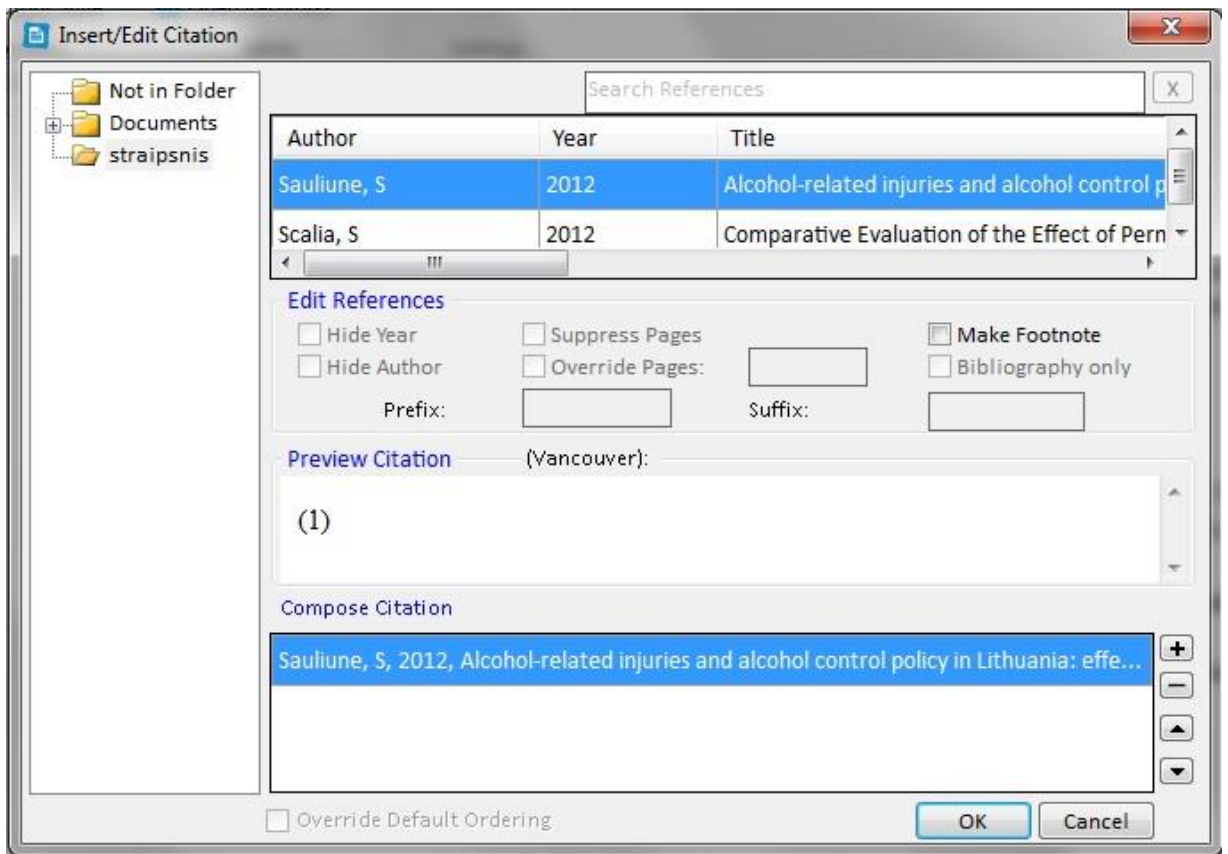 Insert/Edit Citation
X
Not in Folder
Documents
straipsnis
Search References
X
Author Year Title
Sauliune, S 2012 Alcohol-related injuries and alcohol control p
Scalia, S 2012 Comparative Evaluation of the Effect of Pern
Edit References
Hide Year Suppress Pages Make Footnote
Hide Author Override Pages: Bibliography only
Prefix: Suffix:
Preview Citation (Vancouver):
(1)
Compose Citation
Sauliune, S, 2012, Alcohol-related injuries and alcohol control policy in Lithuania: effe...
Override Default Ordering
OK Cancel